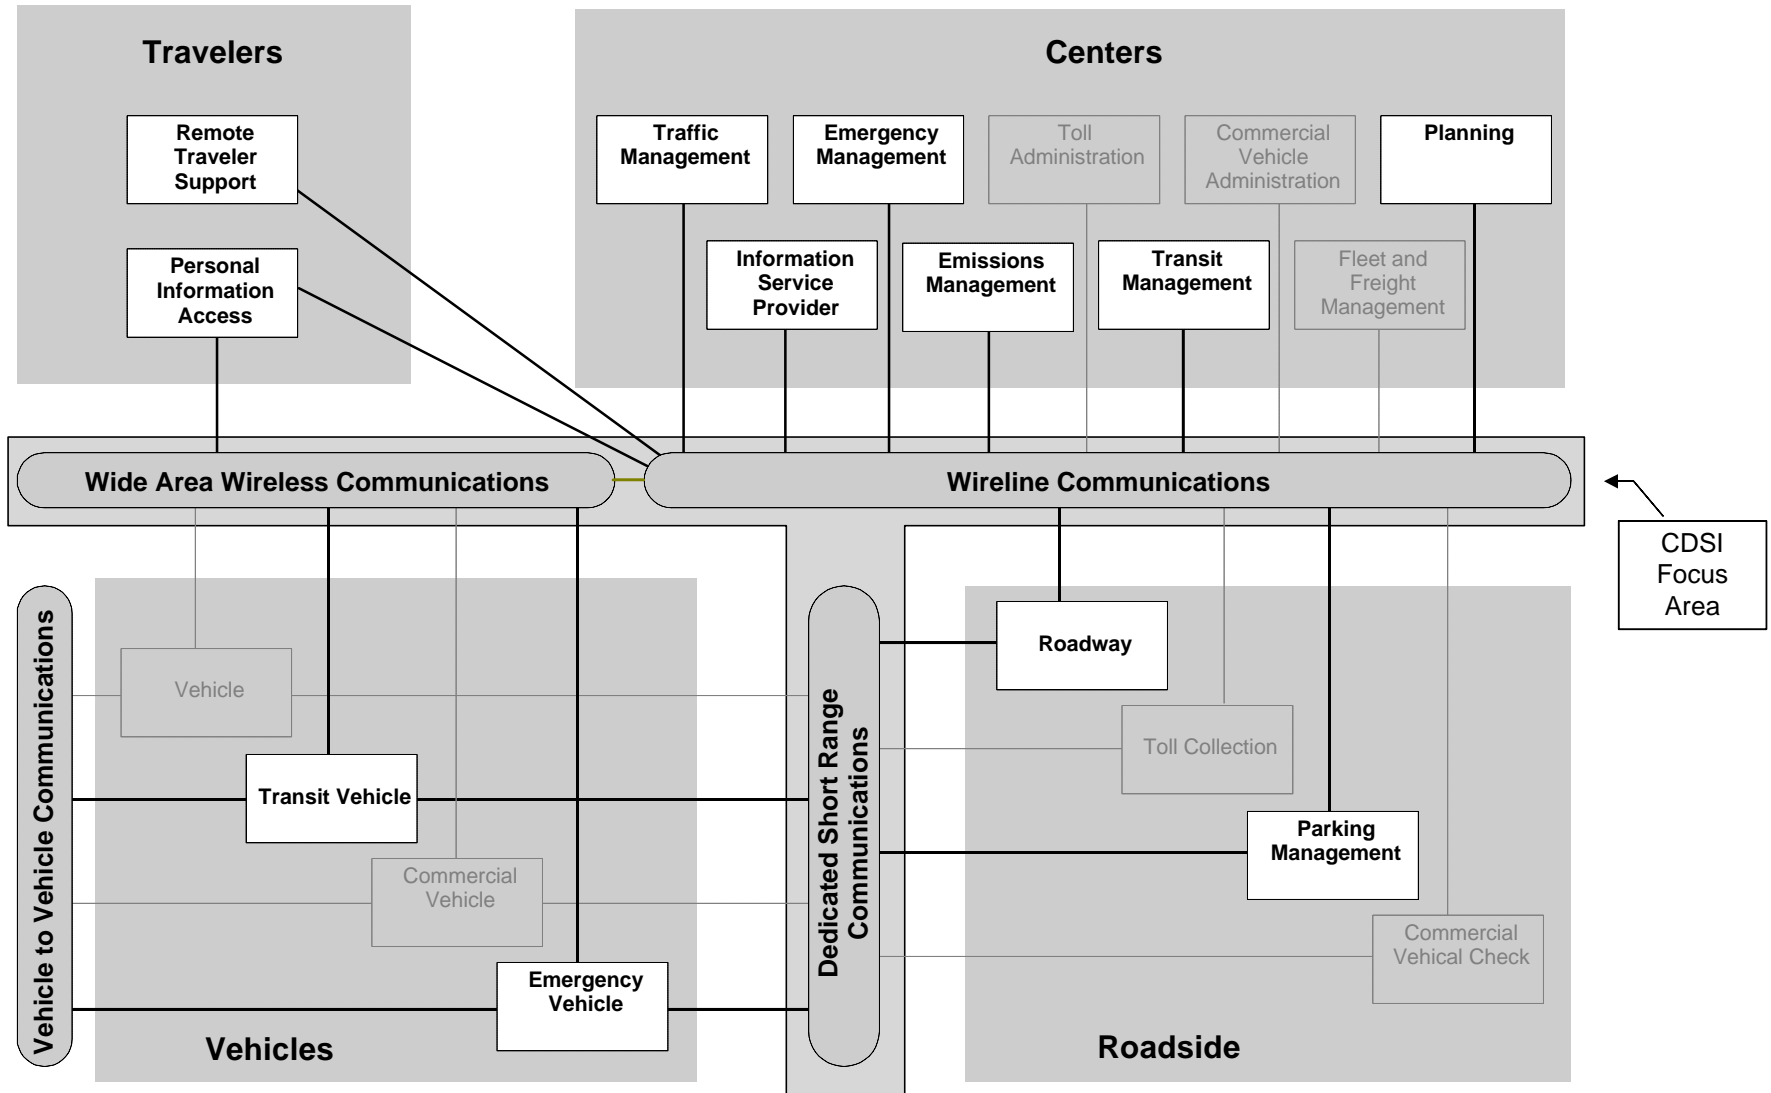 Travelers
Centers
Remote
Traveler
Support
Traffic
Management
Emergency
Management
Toll
Administration
Commercial
Vehicle
Administration
Planning
Personal
Information
Access
Information
Service
Provider
Emissions
Management
Transit
Management
Fleet and
Freight
Management
Wide Area Wireless Communications
Wireline Communications
CDSI
Focus
Area
Vehicle to Vehicle Communications
Vehicle
Transit Vehicle
Commercial
Vehicle
Emergency
Vehicle
Vehicles
Dedicated Short Range
Communications
Roadway
Toll Collection
Parking
Management
Commercial
Vehical Check
Roadside